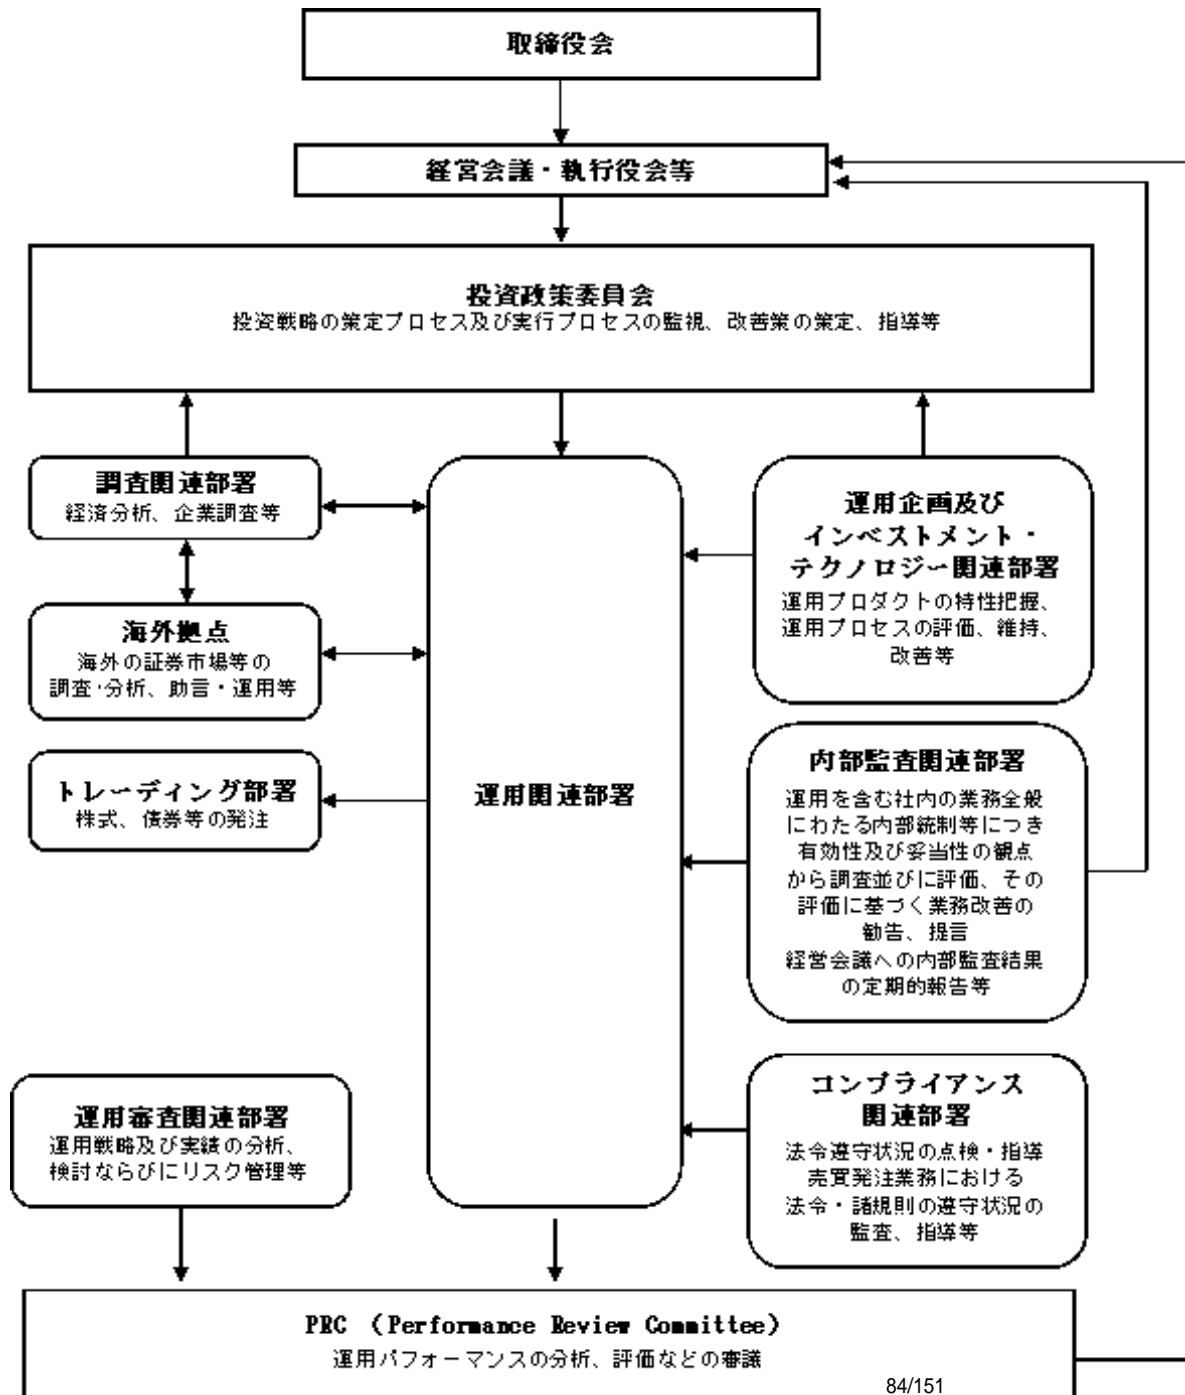 取締役会
経営会議・執行役会等
投資政策委員会
投資戦略の策定プロセス及び実行プロセスの監視、改善策の策定、指導等
調査関連部署
経済分析、企業調査等
海外拠点
海外の証券市場等の
調査・分析、助言・運用等
トレーディング部署
株式、債券等の発注
運用関連部署
運用企画及び
インベストメント・
テクノロジー関連部署
運用プロダクトの特性把握、
運用プロセスの評価、維持、
改善等
内部監査関連部署
運用を含む社内の業務全般
にわたる内部統制等につき
有効性及び妥当性の観点
から調査並びに評価、その
評価に基づく業務改善の
勧告、提言
経営会議への内部監査結果
の定期的報告等
運用審査関連部署
運用戦略及び実績の分析、
検討ならびにリスク管理等
コンプライアンス
関連部署
法令遵守状況の点検・指導
売買発注業務における
法令・諸規則の遵守状況の
監査、指導等
PRC （Performance Review Committee）
運用パフォーマンスの分析、評価などの審議
84/151